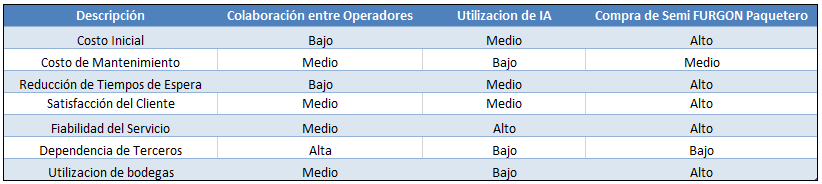 Descripción Colaboración entre Operadores Utilizacion de IA Compra de Semi FURGON Paquetero
Costo Inicial Bajo Medio Alto
Costo de Mantenimiento Medio Bajo Medio
Reducción de Tiempos de Espera Bajo Medio Alto
Satisfacción del Cliente Medio Medio Alto
Fiabilidad del Servicio Medio Alto Alto
Dependencia de Terceros Alta Bajo Bajo
Utilizacion de bodegas Medio Bajo Alto